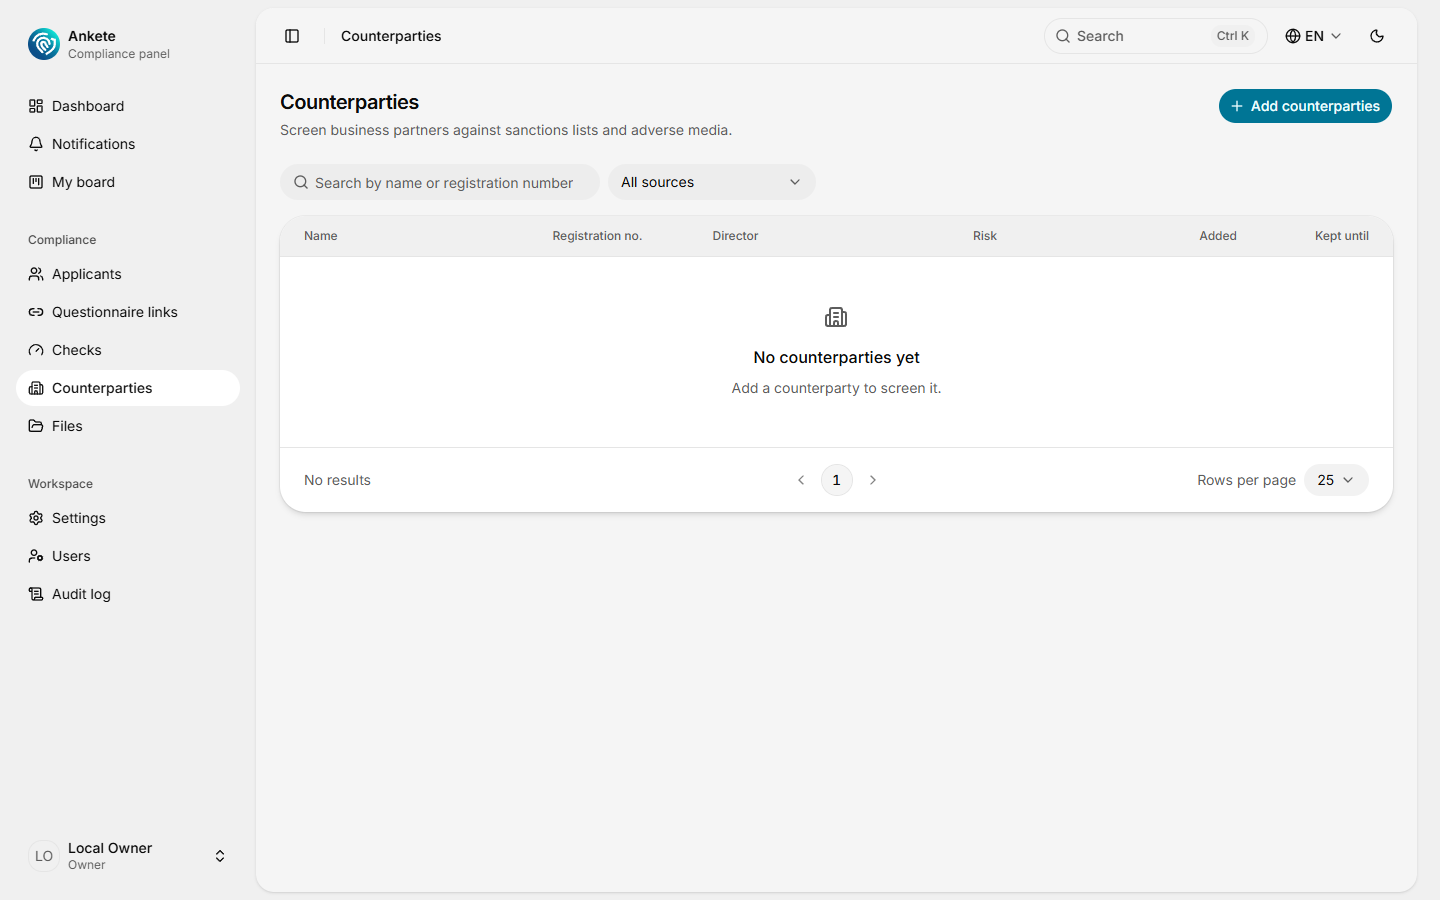 Ankete
Compliance panel
Dashboard
Notifications
My board
Compliance
Applicants
Questionnaire links
Checks
Counterparties
Files
Workspace
Settings
Users
Audit log
LO
Local Owner
Owner
Counterparties
Search
Ctrl K
EN
Counterparties
Screen business partners against sanctions lists and adverse media.
+ Add counterparties
Search by name or registration number
All sources
Name Registration no. Director Risk Added Kept until
No counterparties yet
Add a counterparty to screen it.
No results
1
Rows per page 25